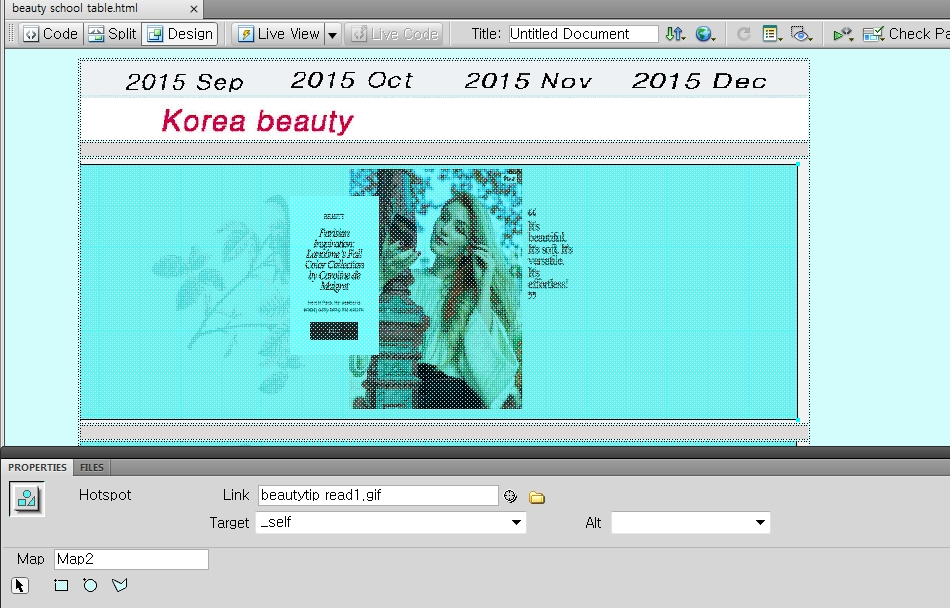 beauty school table.html
Code Split Design Live View Live Code Title: Untitled Document Check Pa
2015 Sep 2015 Oct 2015 Nov 2015 Dec
Korea beauty
BEAUTY
Parisian
Inspiration:
Lancôme's Fall
Color Collection
by Caroline de
Maigret
“
It's
beautiful.
It's soft. It's
versatile.
It's
effortless!
”
PROPERTIES FILES
Hotspot
Link beautytip read1.gif
Target _self
Alt
Map Map2